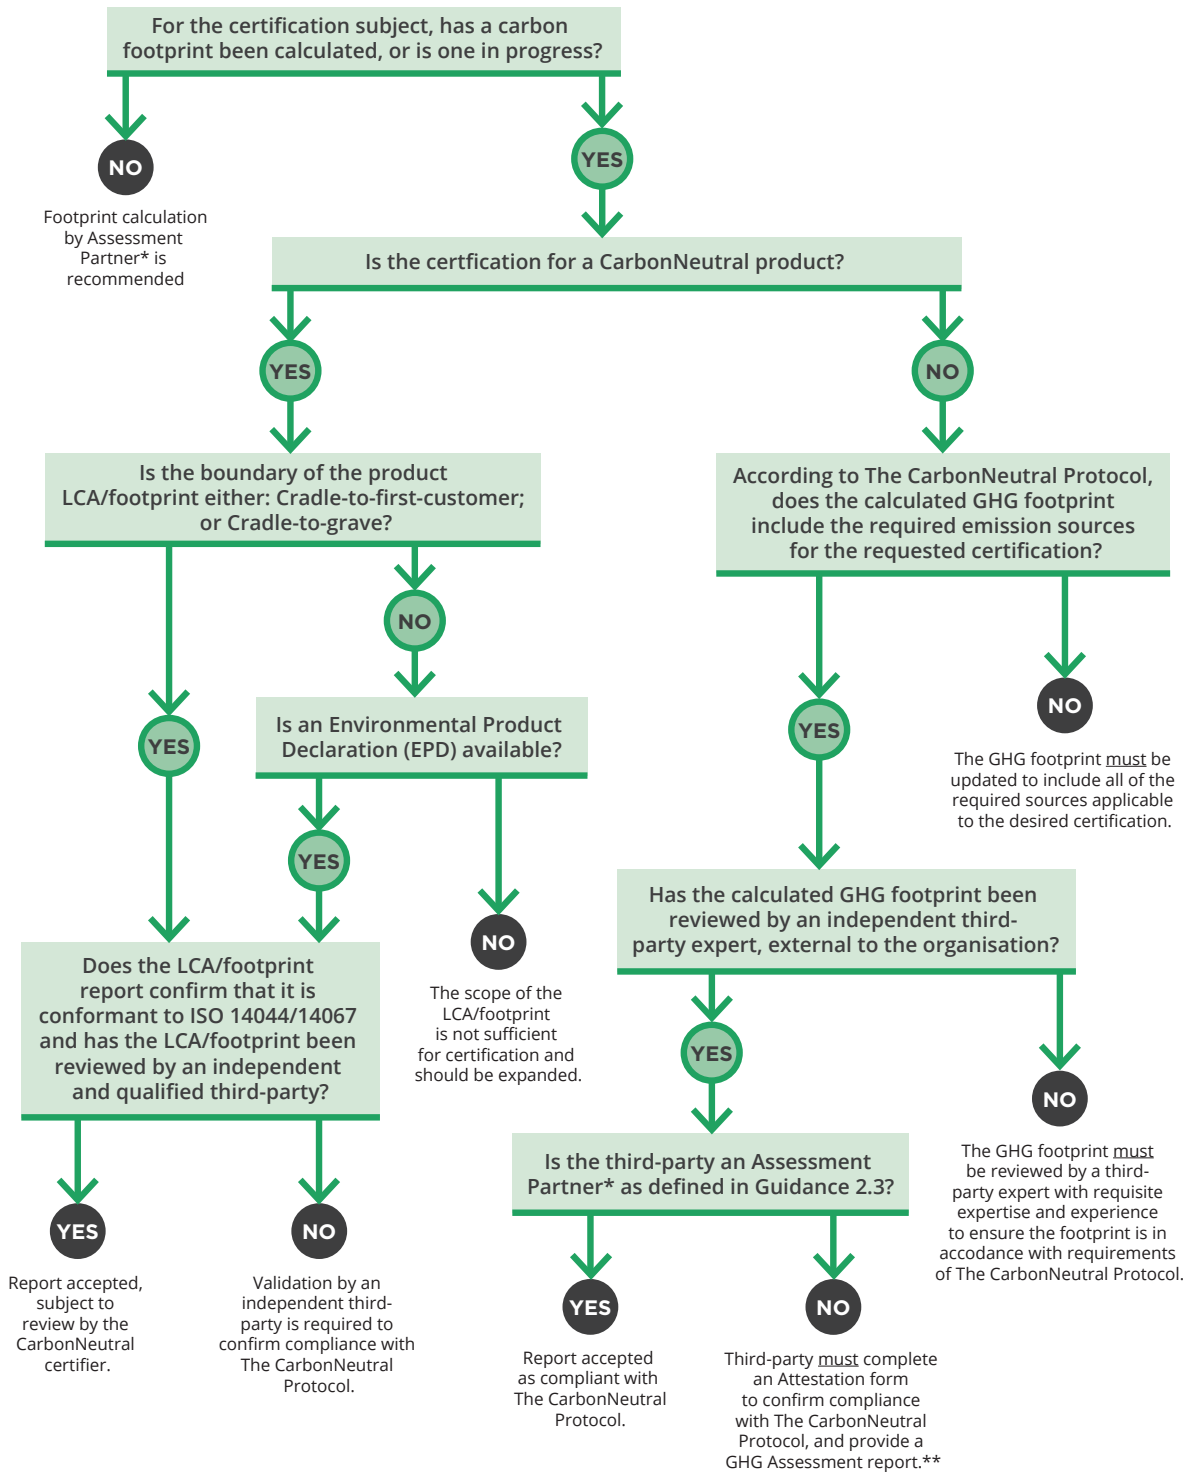 For the certification subject, has a carbon
footprint been calculated, or is one in progress?
NO
YES
Footprint calculation
by Assessment
Partner* is
recommended
Is the certfication for a CarbonNeutral product?
YES
NO
Is the boundary of the product
LCA/footprint either: Cradle-to-first-customer;
or Cradle-to-grave?
According to The CarbonNeutral Protocol,
does the calculated GHG footprint
include the required emission sources
for the requested certification?
NO
YES
Is an Environmental Product
Declaration (EPD) available?
YES
NO
YES
NO
The GHG footprint must be
updated to include all of the
required sources applicable
to the desired certification.
The scope of the
LCA/footprint
is not sufficient
for certification and
should be expanded.
Does the LCA/footprint
report confirm that it is
conformant to ISO 14044/14067
and has the LCA/footprint been
reviewed by an independent
and qualified third-party?
Has the calculated GHG footprint been
reviewed by an independent third-
party expert, external to the organisation?
YES
NO
The GHG footprint must
be reviewed by a third-
party expert with requisite
expertise and experience
to ensure the footprint is in
accodance with requirements
of The CarbonNeutral Protocol.
YES
NO
Report accepted,
subject to
review by the
CarbonNeutral
certifier.
Validation by an
independent third-
party is required to
confirm compliance with
The CarbonNeutral
Protocol.
Is the third-party an Assessment
Partner* as defined in Guidance 2.3?
YES
NO
Report accepted
as compliant with
The CarbonNeutral
Protocol.
Third-party must complete
an Attestation form
to confirm compliance
with The CarbonNeutral
Protocol, and provide a
GHG Assessment report.**